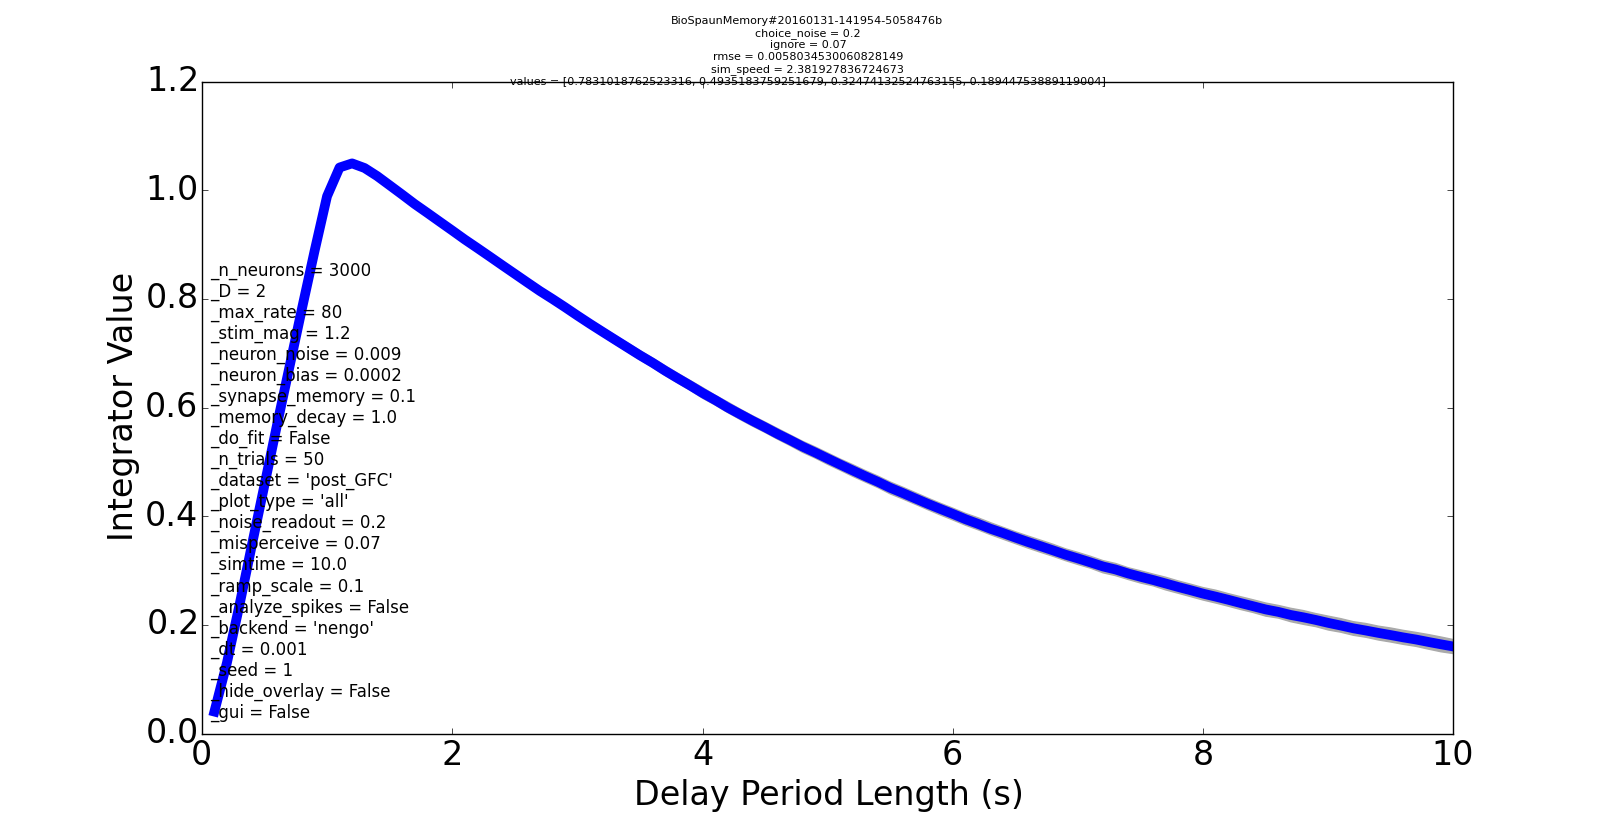 BioSpaunMemory#20160131-141954-5058476b
choice_noise = 0.2
ignore = 0.07
rmse = 0.0058034530060828149
sim_speed = 2.381927836724673
values = [0.7831018762523316, 0.4935183759251679, 0.32474132524763155, 0.18944753889119004]
1.2
1.0
0.8
0.6
0.4
0.2
0.0
Integrator Value
_n_neurons = 3000
_D = 2
_max_rate = 80
_stim_mag = 1.2
_neuron_noise = 0.009
_neuron_bias = 0.0002
_synapse_memory = 0.1
_memory_decay = 1.0
_do_fit = False
_n_trials = 50
_dataset = 'post_GFC'
_plot_type = 'all'
_noise_readout = 0.2
_misperceive = 0.07
_simtime = 10.0
_ramp_scale = 0.1
_analyze_spikes = False
_backend = 'nengo'
_dt = 0.001
_seed = 1
_hide_overlay = False
_gui = False
0 2 4 6 8 10
Delay Period Length (s)